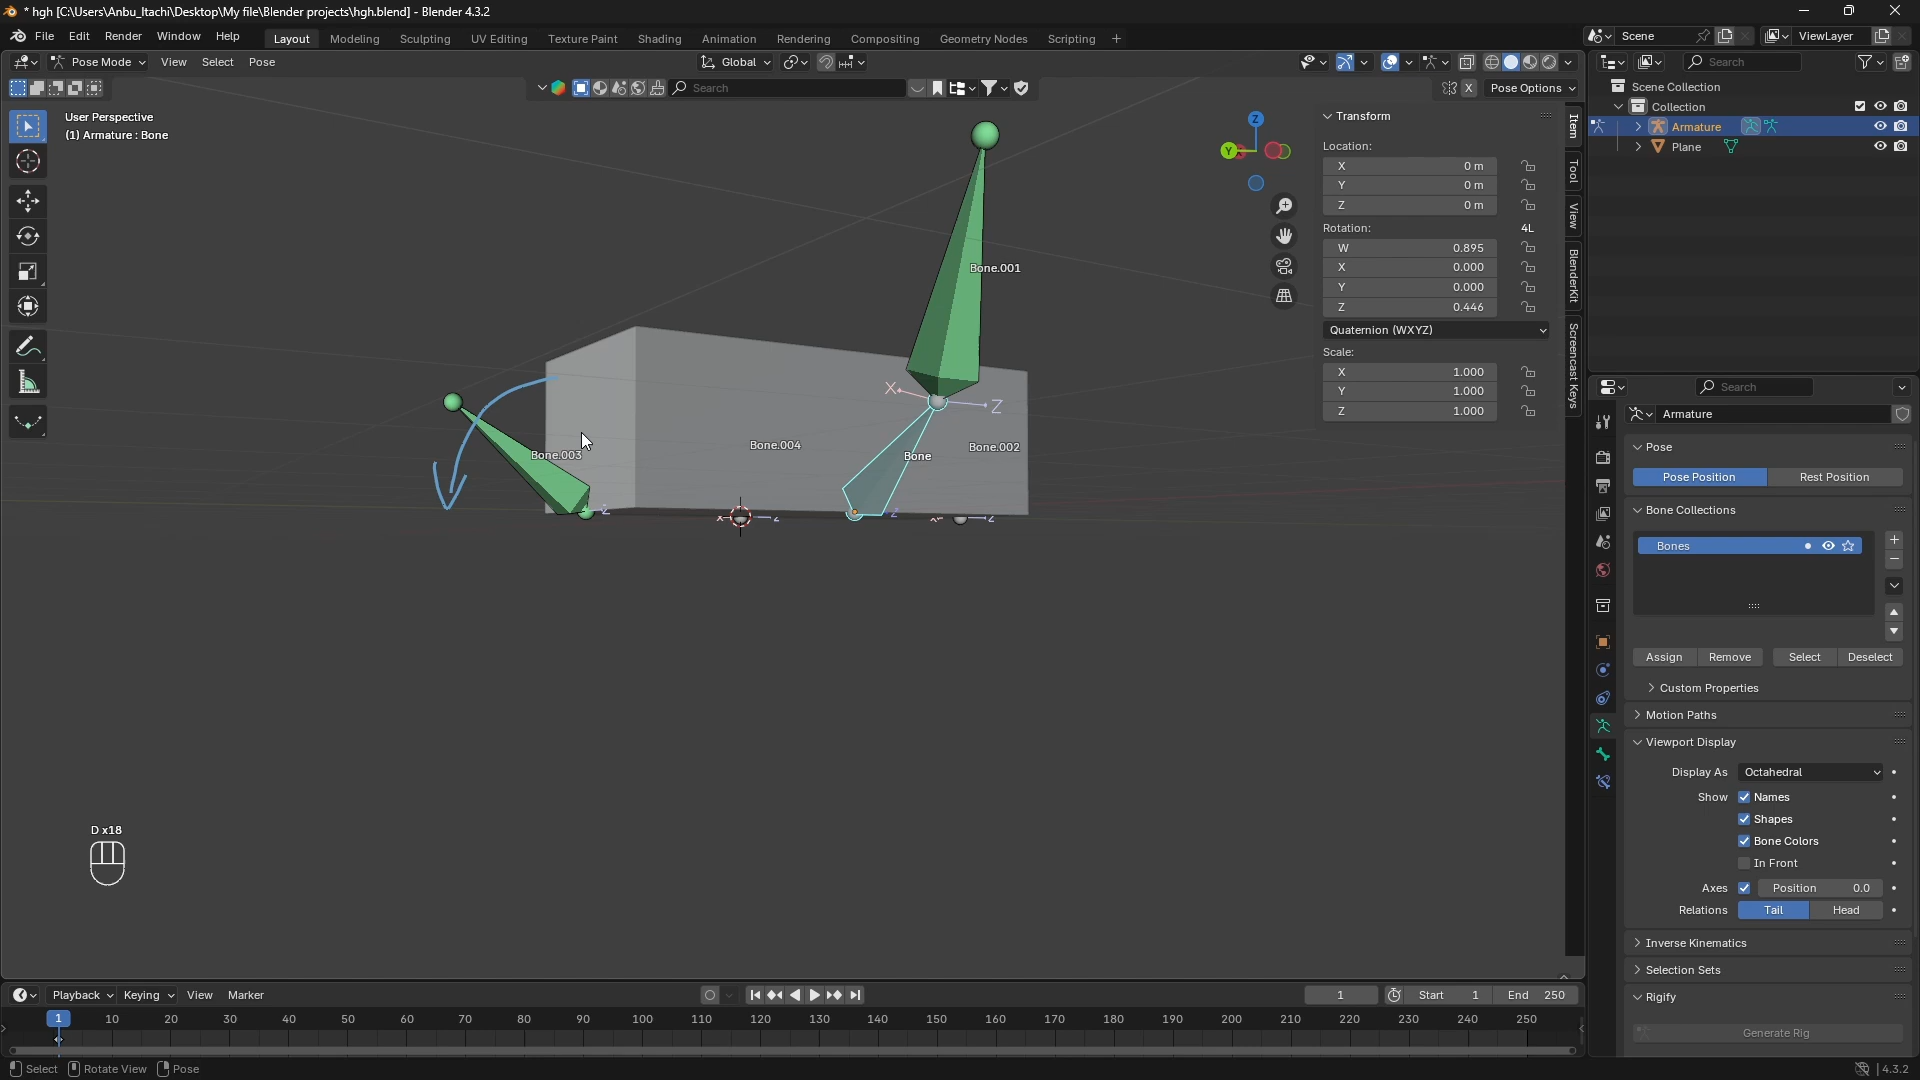 * hgh [C:\Users\Anbu_Itachi\Desktop\My file\Blender projects\hgh.blend] - Blender 4.3.2
File Edit Render Window Help Layout Modeling Sculpting UV Editing Texture Paint Shading Animation Rendering Compositing Geometry Nodes Scripting + Scene ViewLayer
Pose Mode View Select Pose Global Search
Search X Pose Options
User Perspective
(1) Armature : Bone
Scene Collection
Collection
Armature
Plane
Z
Y
Transform
Location:
X 0 m
Y 0 m
Z 0 m
Rotation: 4L
W 0.895
X 0.000
Y 0.000
Z 0.446
Quaternion (WXYZ)
Scale:
X 1.000
Y 1.000
Z 1.000
Item
Tool
View
BlenderKit
Screencast Keys
Bone.001
X
Z
Bone.003
Bone.004
Bone
Bone.002
D x18
Search
Armature
Pose
Pose Position Rest Position
Bone Collections
Bones
Assign Remove Select Deselect
Custom Properties
Motion Paths
Viewport Display
Display As Octahedral
Show Names
Shapes
Bone Colors
In Front
Axes Position 0.0
Relations Tail Head
Inverse Kinematics
Selection Sets
Rigify
Generate Rig
Playback Keying View Marker 1 Start 1 End 250
1 10 20 30 40 50 60 70 80 90 100 110 120 130 140 150 160 170 180 190 200 210 220 230 240 250
Select Rotate View Pose 4.3.2